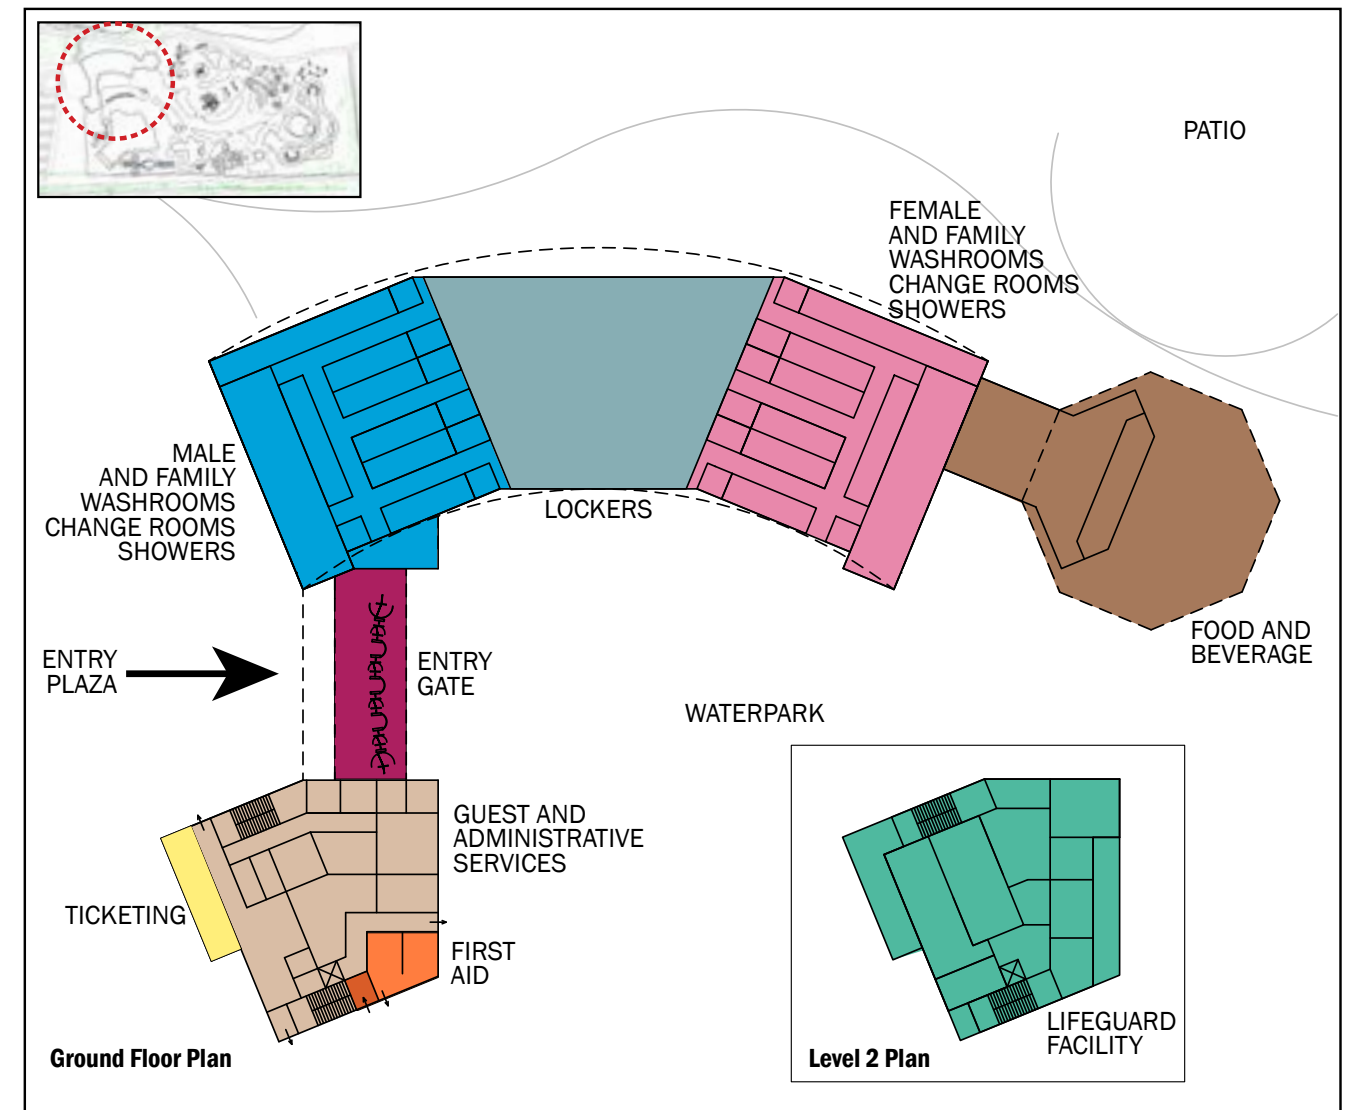 PATIO
FEMALE
AND FAMILY
WASHROOMS
CHANGE ROOMS
SHOWERS
MALE
AND FAMILY
WASHROOMS
CHANGE ROOMS
SHOWERS
LOCKERS
FOOD AND
BEVERAGE
ENTRY
PLAZA
ENTRY
GATE
WATERPARK
GUEST AND
ADMINISTRATIVE
SERVICES
TICKETING
FIRST
AID
Ground Floor Plan
LIFEGUARD
FACILITY
Level 2 Plan